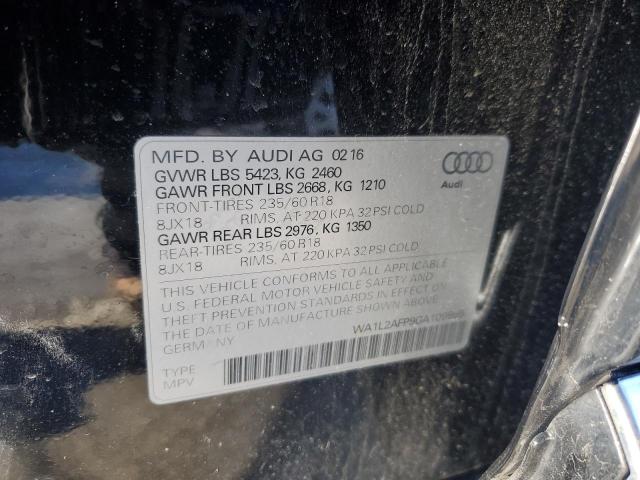 MFD. BY AUDI AG 02 16
GVWR LBS 5423, KG 2460
GAWR FRONT LBS 2668, KG 1210
FRONT-TIRES 235/60 R18
8JX18 RIMS, AT 220 KPA 32 PSI COLD
GAWR REAR LBS 2976, KG 1350
REAR-TIRES 235/60 R18
8JX18 RIMS, AT 220 KPA 32 PSI COLD
Audi
THIS VEHICLE CONFORMS TO ALL APPLICABLE
U.S. FEDERAL MOTOR VEHICLE SAFETY AND
THEFT PREVENTION STANDARDS IN EFFECT ON
THE DATE OF MANUFACTURE SHOWN ABOVE.
GERMANY
TYPE
MPV